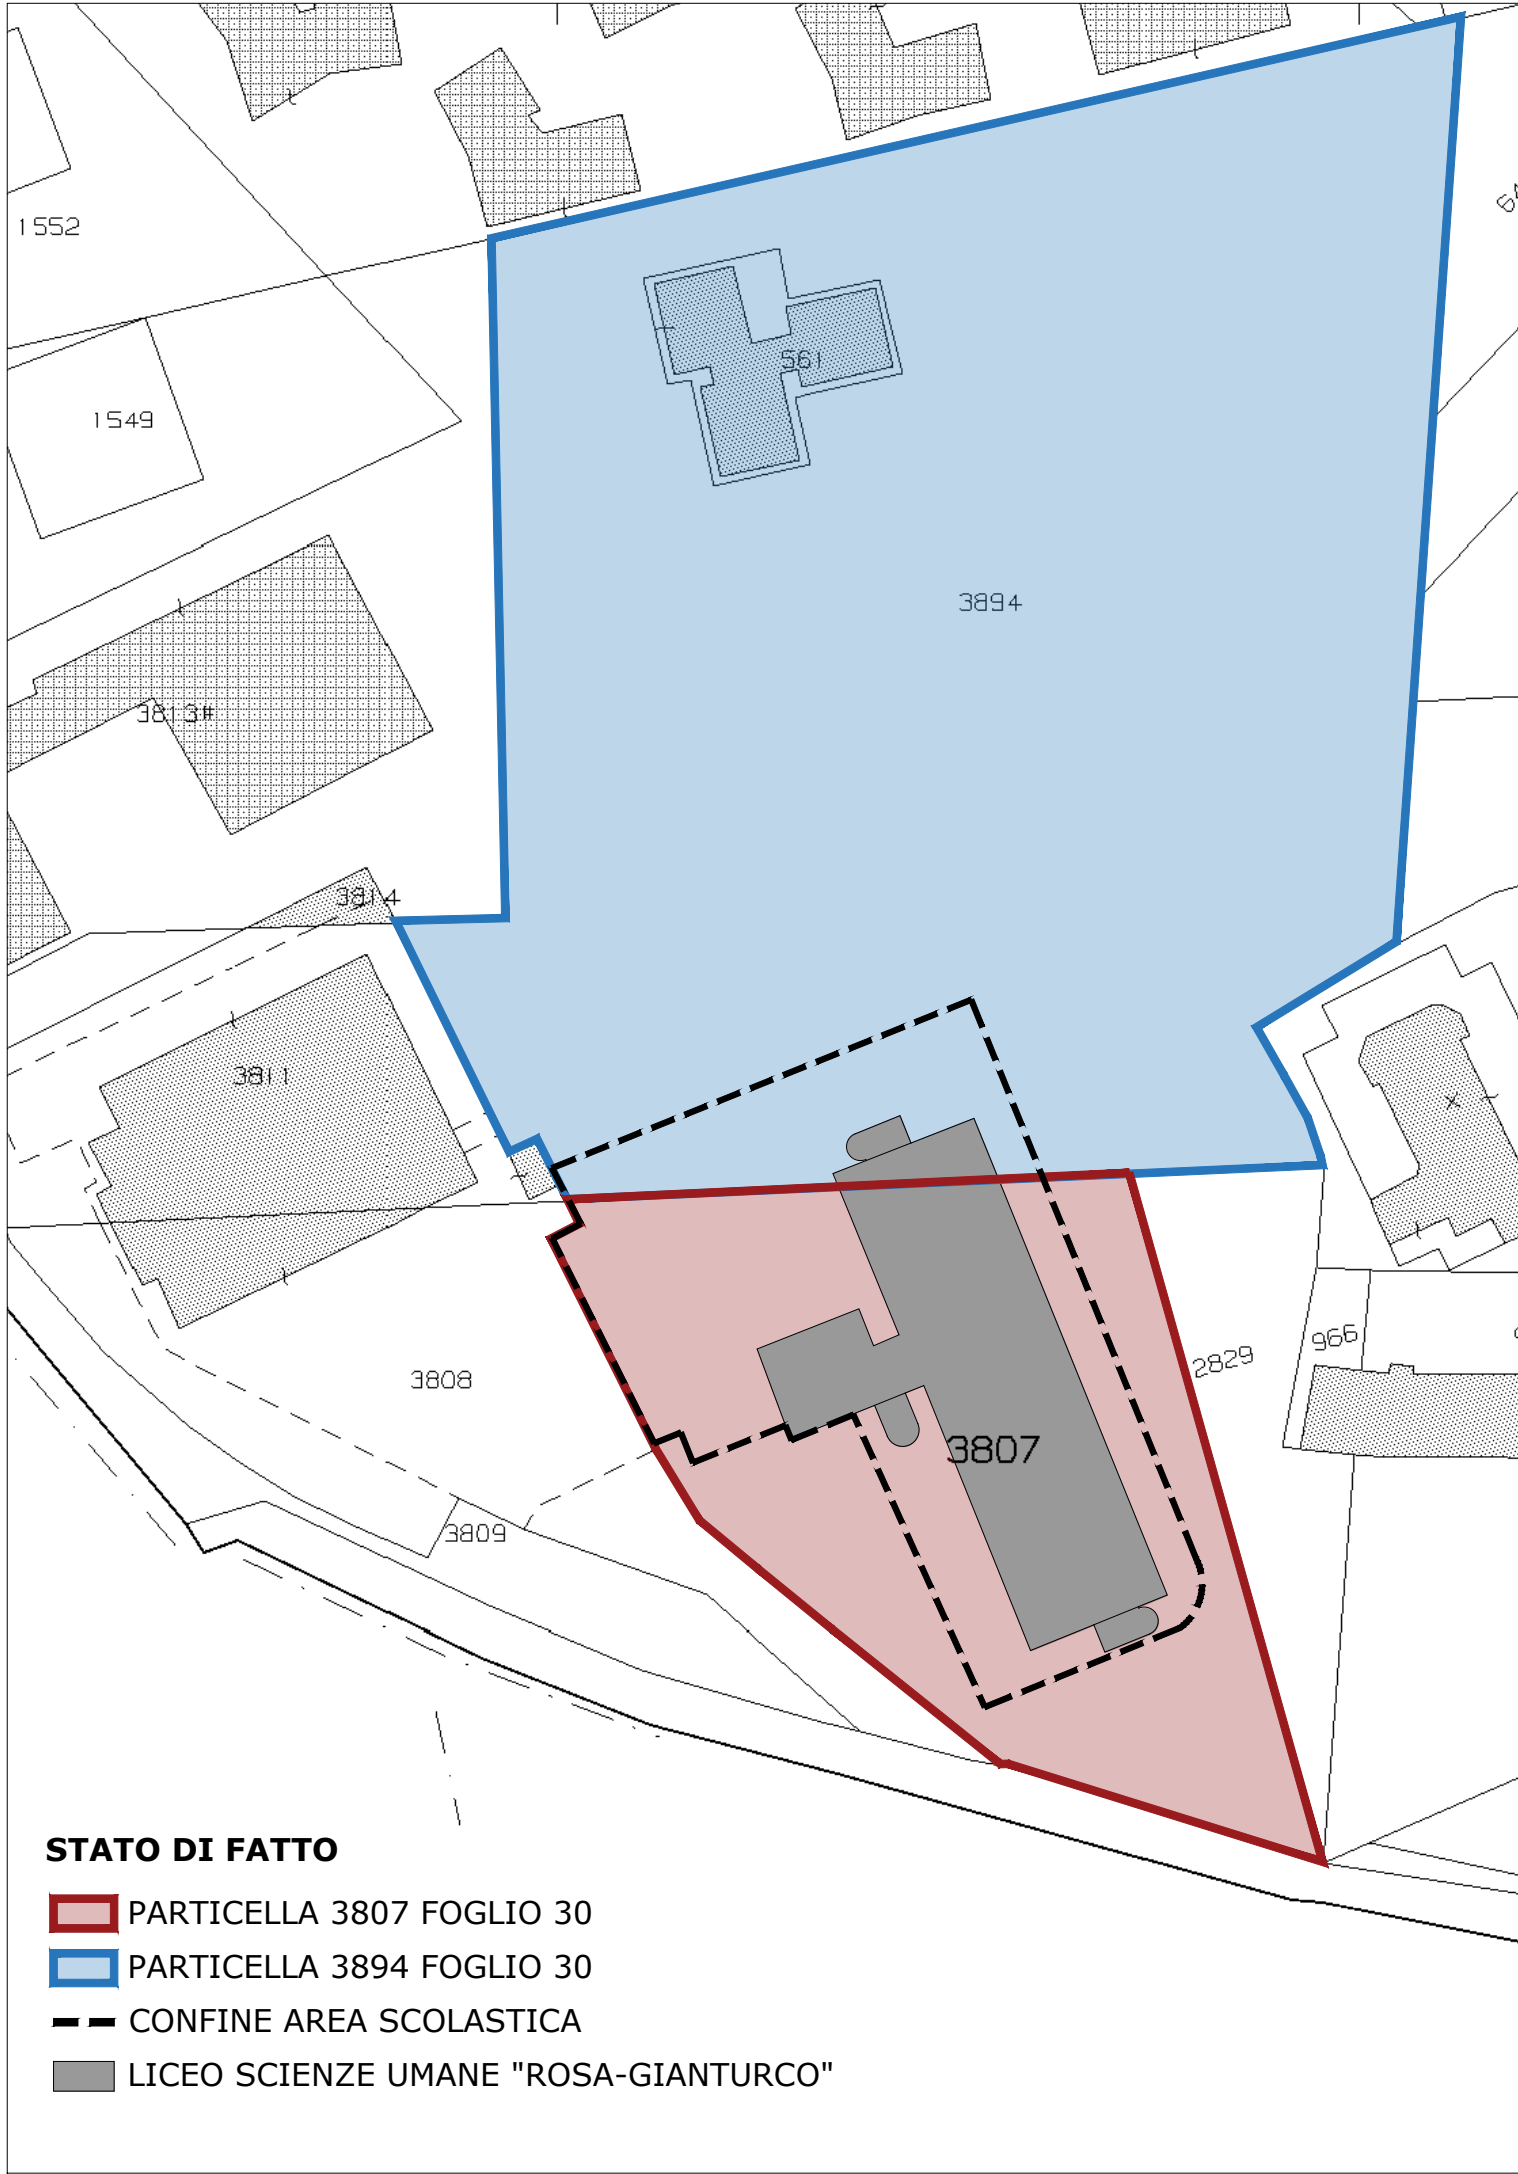 1552
561
1549
3894
3813#
3814
3811
966
2829
3808
3807
3809
STATO DI FATTO
PARTICELLA 3807 FOGLIO 30
PARTICELLA 3894 FOGLIO 30
CONFINE AREA SCOLASTICA
LICEO SCIENZE UMANE "ROSA-GIANTURCO"